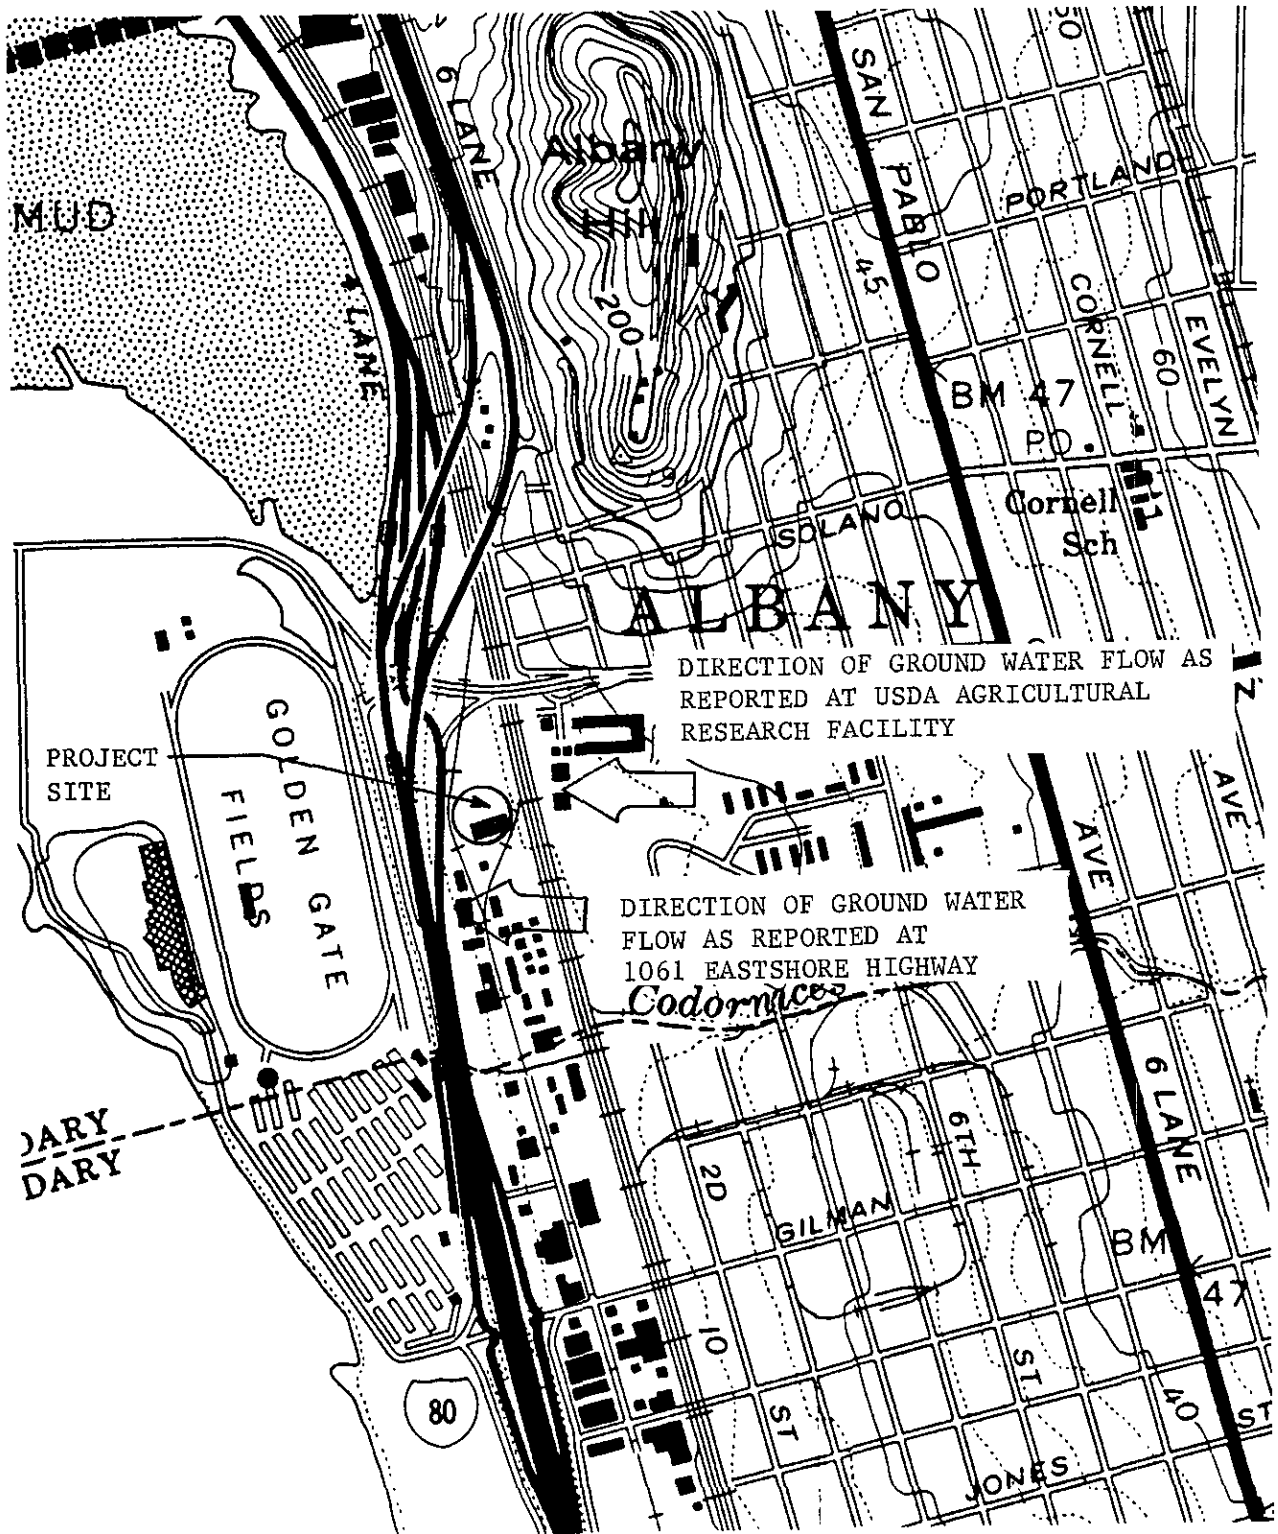 50
SAN PABLO
6 LANE
Albany
Hill
PORTLAND
MUD
45
CORNELL
60
EVELYN
4 LANE
200
BM 47
P.O.
Cornell
Sch
SOLANO
ALBANY
DIRECTION OF GROUND WATER FLOW AS
REPORTED AT USDA AGRICULTURAL
RESEARCH FACILITY
PROJECT
SITE
GOLDEN GATE
FIELDS
AVE
AVE
DIRECTION OF GROUND WATER
FLOW AS REPORTED AT
1061 EASTSHORE HIGHWAY
Codornices
6 LANE
DARY
DARY
2D
6TH
GILMAN
BM
47
10
ST
40
ST
80
ST
JONES